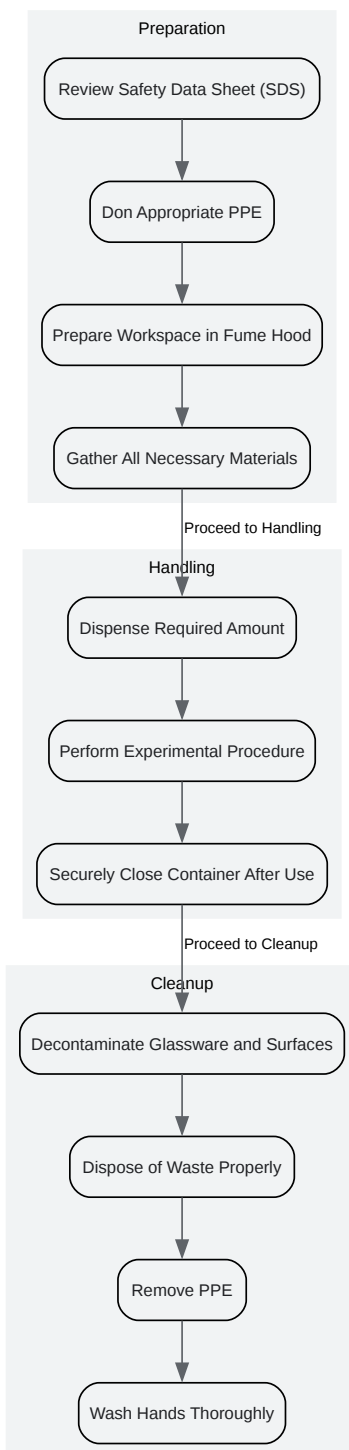 Preparation
Review Safety Data Sheet (SDS)
Don Appropriate PPE
Prepare Workspace in Fume Hood
Gather All Necessary Materials
Proceed to Handling
Handling
Dispense Required Amount
Perform Experimental Procedure
Securely Close Container After Use
Proceed to Cleanup
Cleanup
Decontaminate Glassware and Surfaces
Dispose of Waste Properly
Remove PPE
Wash Hands Thoroughly